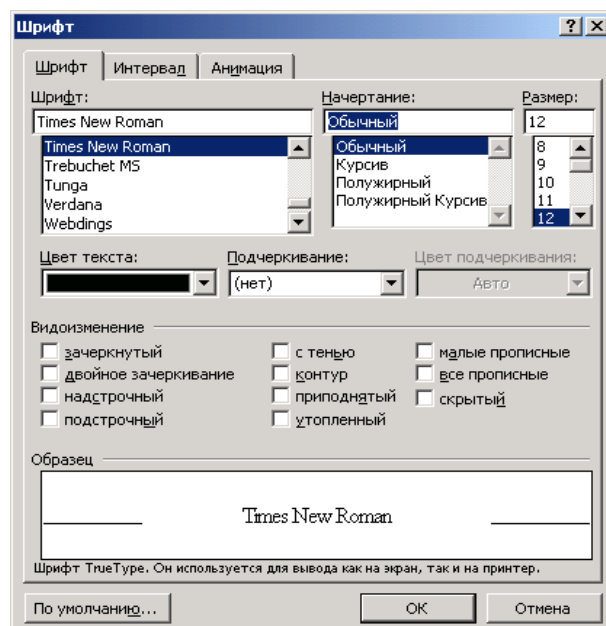 Шрифт
Шрифт Интервал Анимация
Шрифт: Начертание: Размер:
Times New Roman Обычный 12
Times New Roman Обычный 8
Trebuchet MS Курсив 9
Tunga Полужирный 10
Verdana Полужирный Курсив 11
Webdings 12
Цвет текста: Подчеркивание: Цвет подчеркивания:
(нет) Авто
Видоизменение
зачеркнутый с тенью малые прописные
двойное зачеркивание контур все прописные
надстрочный приподнятый скрытый
подстрочный утопленный
Образец
Times New Roman
Шрифт TrueType. Он используется для вывода как на экран, так и на принтер.
По умолчанию... ОК Отмена